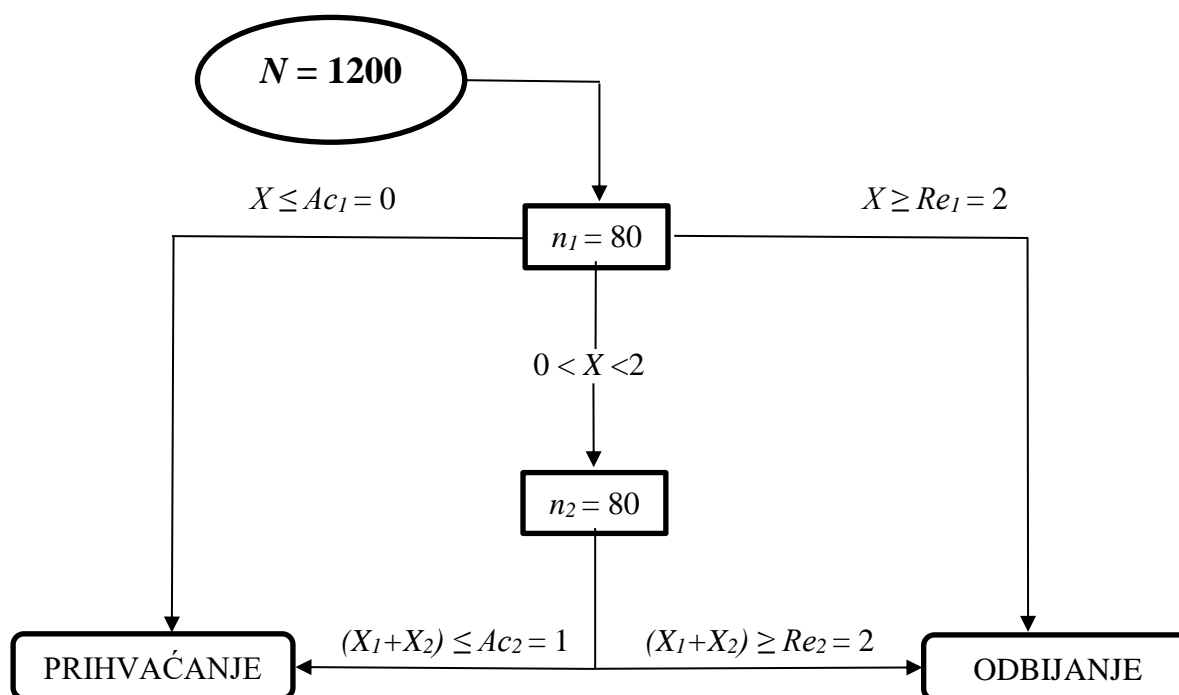 N = 1200
X ≤ Ac₁ = 0
X ≥ Re₁ = 2
n₁ = 80
0 < X <2
n₂ = 80
(X₁+X₂) ≤ Ac₂ = 1
(X₁+X₂) ≥ Re₂ = 2
PRIHVAĆANJE
ODBIJANJE